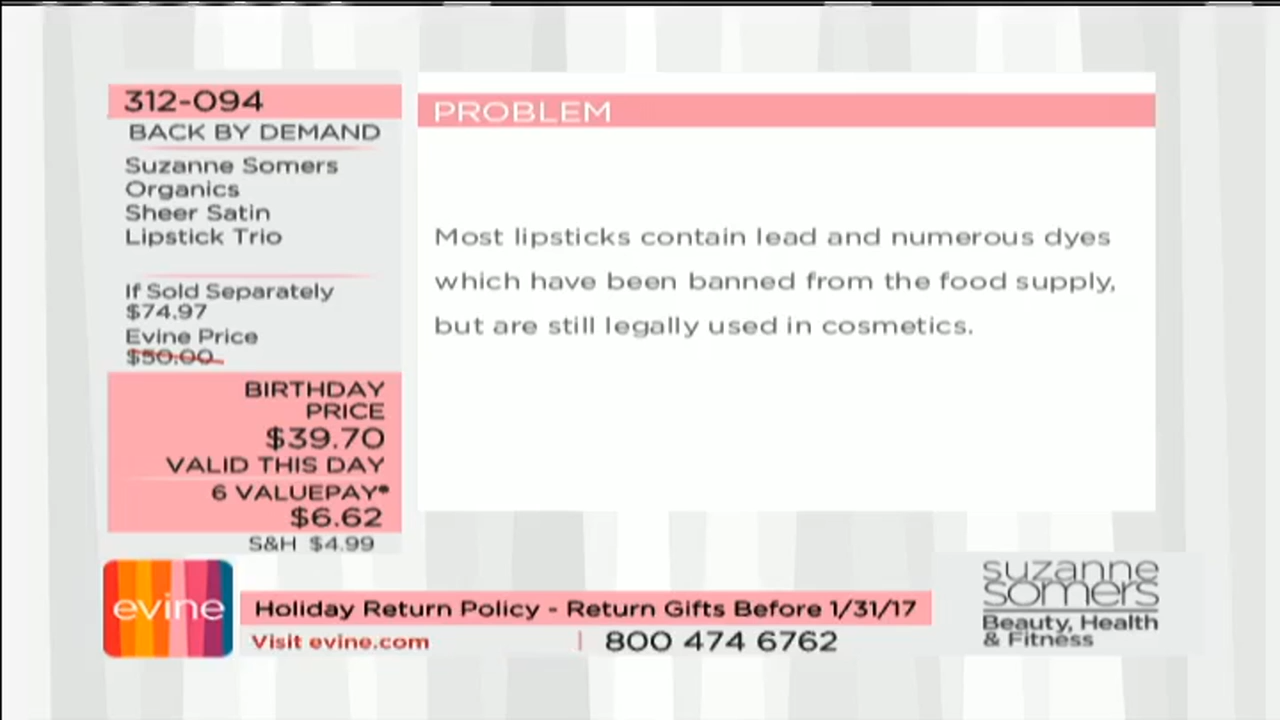 312-094
BACK BY DEMAND
Suzanne Somers
Organics
Sheer Satin
Lipstick Trio
If Sold Separately
$74.97
Evine Price
$50.00
BIRTHDAY
PRICE
$39.70
VALID THIS DAY
6 VALUEPAY®
$6.62
S&H $4.99
PROBLEM
Most lipsticks contain lead and numerous dyes
which have been banned from the food supply,
but are still legally used in cosmetics.
evine
Holiday Return Policy - Return Gifts Before 1/31/17
Visit evine.com | 800 474 6762
suzanne
somers
Beauty, Health
& Fitness